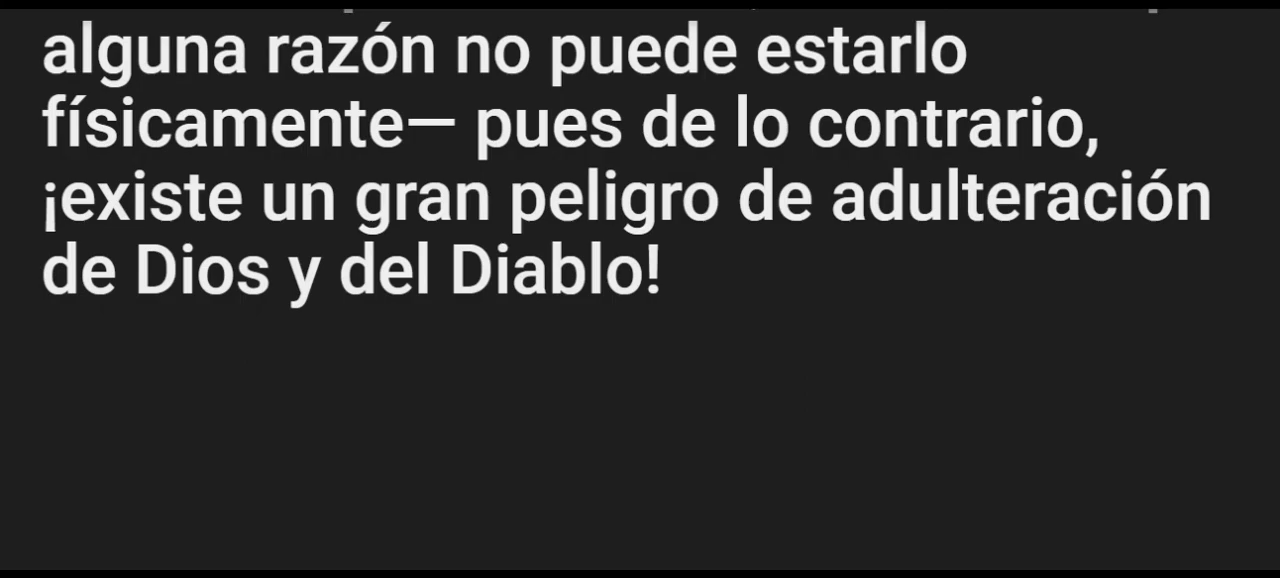 alguna razón no puede estarlo
físicamente— pues de lo contrario,
¡existe un gran peligro de adulteración
de Dios y del Diablo!